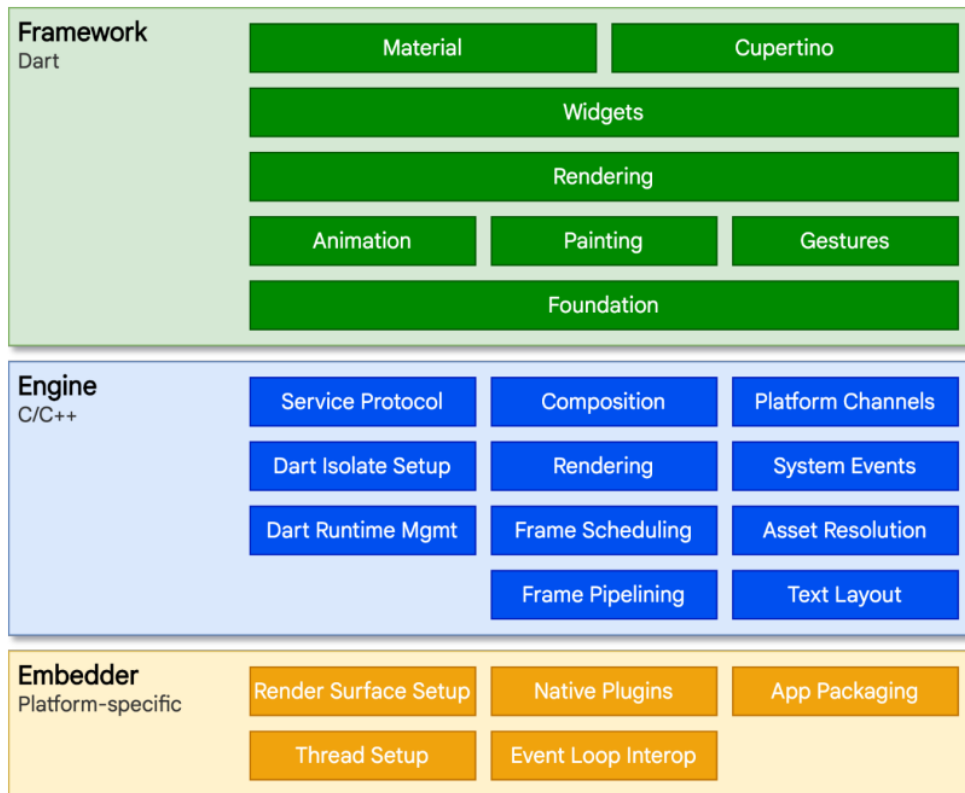 Framework
Dart
Material
Cupertino
Widgets
Rendering
Animation
Painting
Gestures
Foundation
Engine
C/C++
Service Protocol
Composition
Platform Channels
Dart Isolate Setup
Rendering
System Events
Dart Runtime Mgmt
Frame Scheduling
Asset Resolution
Frame Pipelining
Text Layout
Embedder
Platform-specific
Render Surface Setup
Native Plugins
App Packaging
Thread Setup
Event Loop Interop